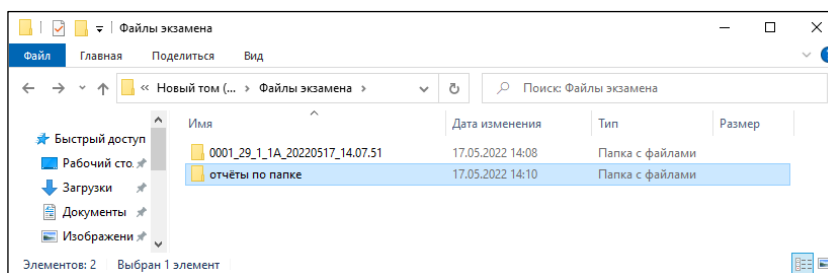 Файлы экзамена
Файл Главная Поделиться Вид
« Новый том (... › Файлы экзамена › Поиск: Файлы экзамена
Имя Дата изменения Тип Размер
Быстрый доступ
0001_29_1_1A_20220517_14.07.51 17.05.2022 14:08 Папка с файлами
Рабочий сто.
отчёты по папке 17.05.2022 14:10 Папка с файлами
Загрузки
Документы
Изображени
Элементов: 2 Выбран 1 элемент